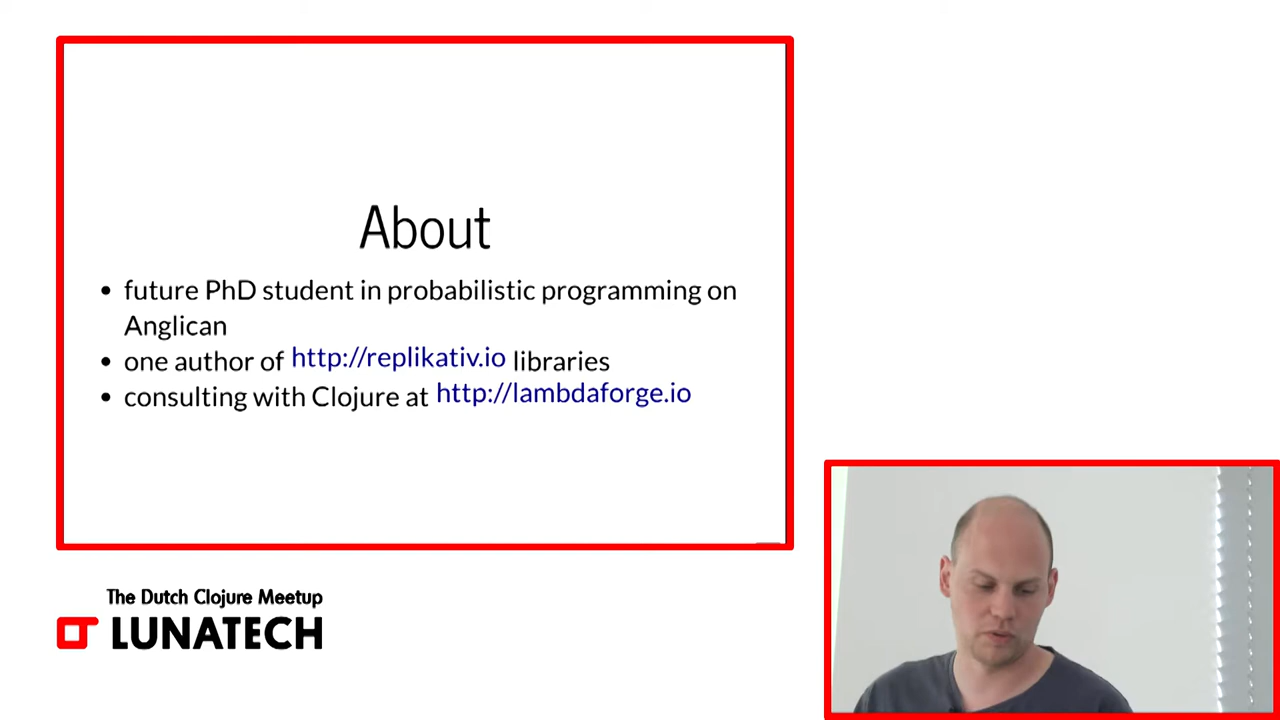 About
• future PhD student in probabilistic programming on
Anglican
• one author of http://replikativ.io libraries
• consulting with Clojure at http://lambdaforge.io
The Dutch Clojure Meetup
LUNATECH